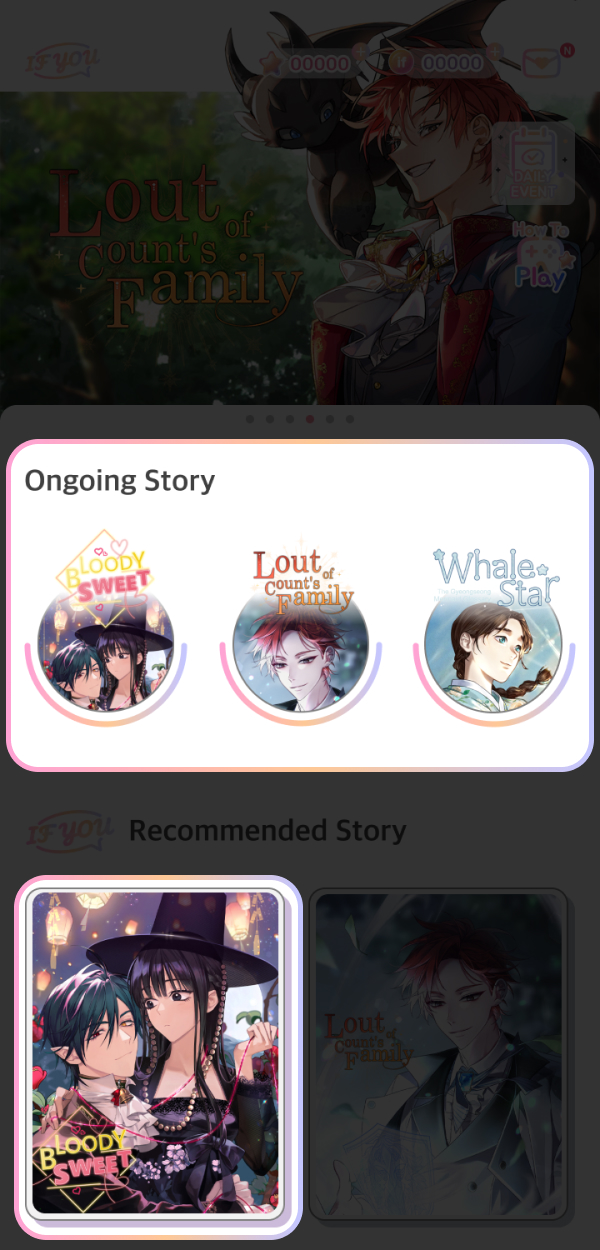 IF YOU
00000
if
00000
N
DAILY
EVENT
How To
Play
Lout
of
Count's
Family
Ongoing Story
BLOODY
SWEET
Lout
of
Count's
Family
Whale
Star
IF YOU
Recommended Story
BLOODY
SWEET
Lout
of
Count's
Family